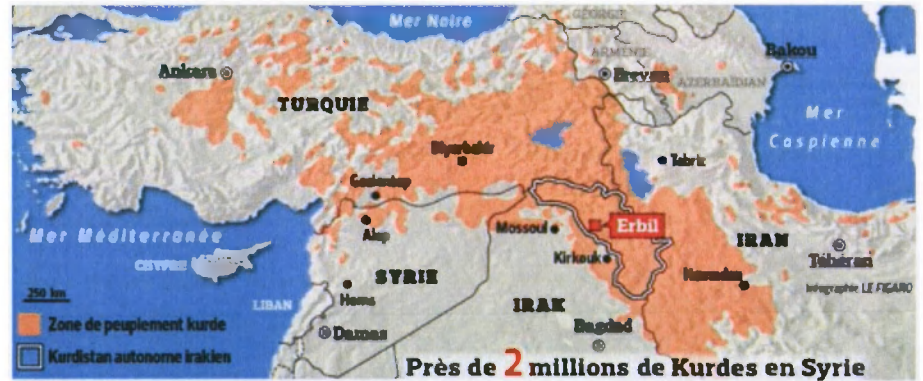 Mer Noire
GÉORGIE
ARMÉNIE
Bakou
Ankara
Erevan
AZERBAÏDJAN
TURQUIE
Mer
Caspienne
Diyarbakir
Tabriz
Gaziantep
Erbil
Mossoul
Alep
Mer Méditerranée
IRAN
CHYPRE
Kirkouk
Téhéran
SYRIE
Infographie LE FIGARO
250 km
Homs
IRAK
LIBAN
Zone de peuplement kurde
Damas
Bagdad
Kurdistan autonome irakien
Près de 2 millions de Kurdes en Syrie